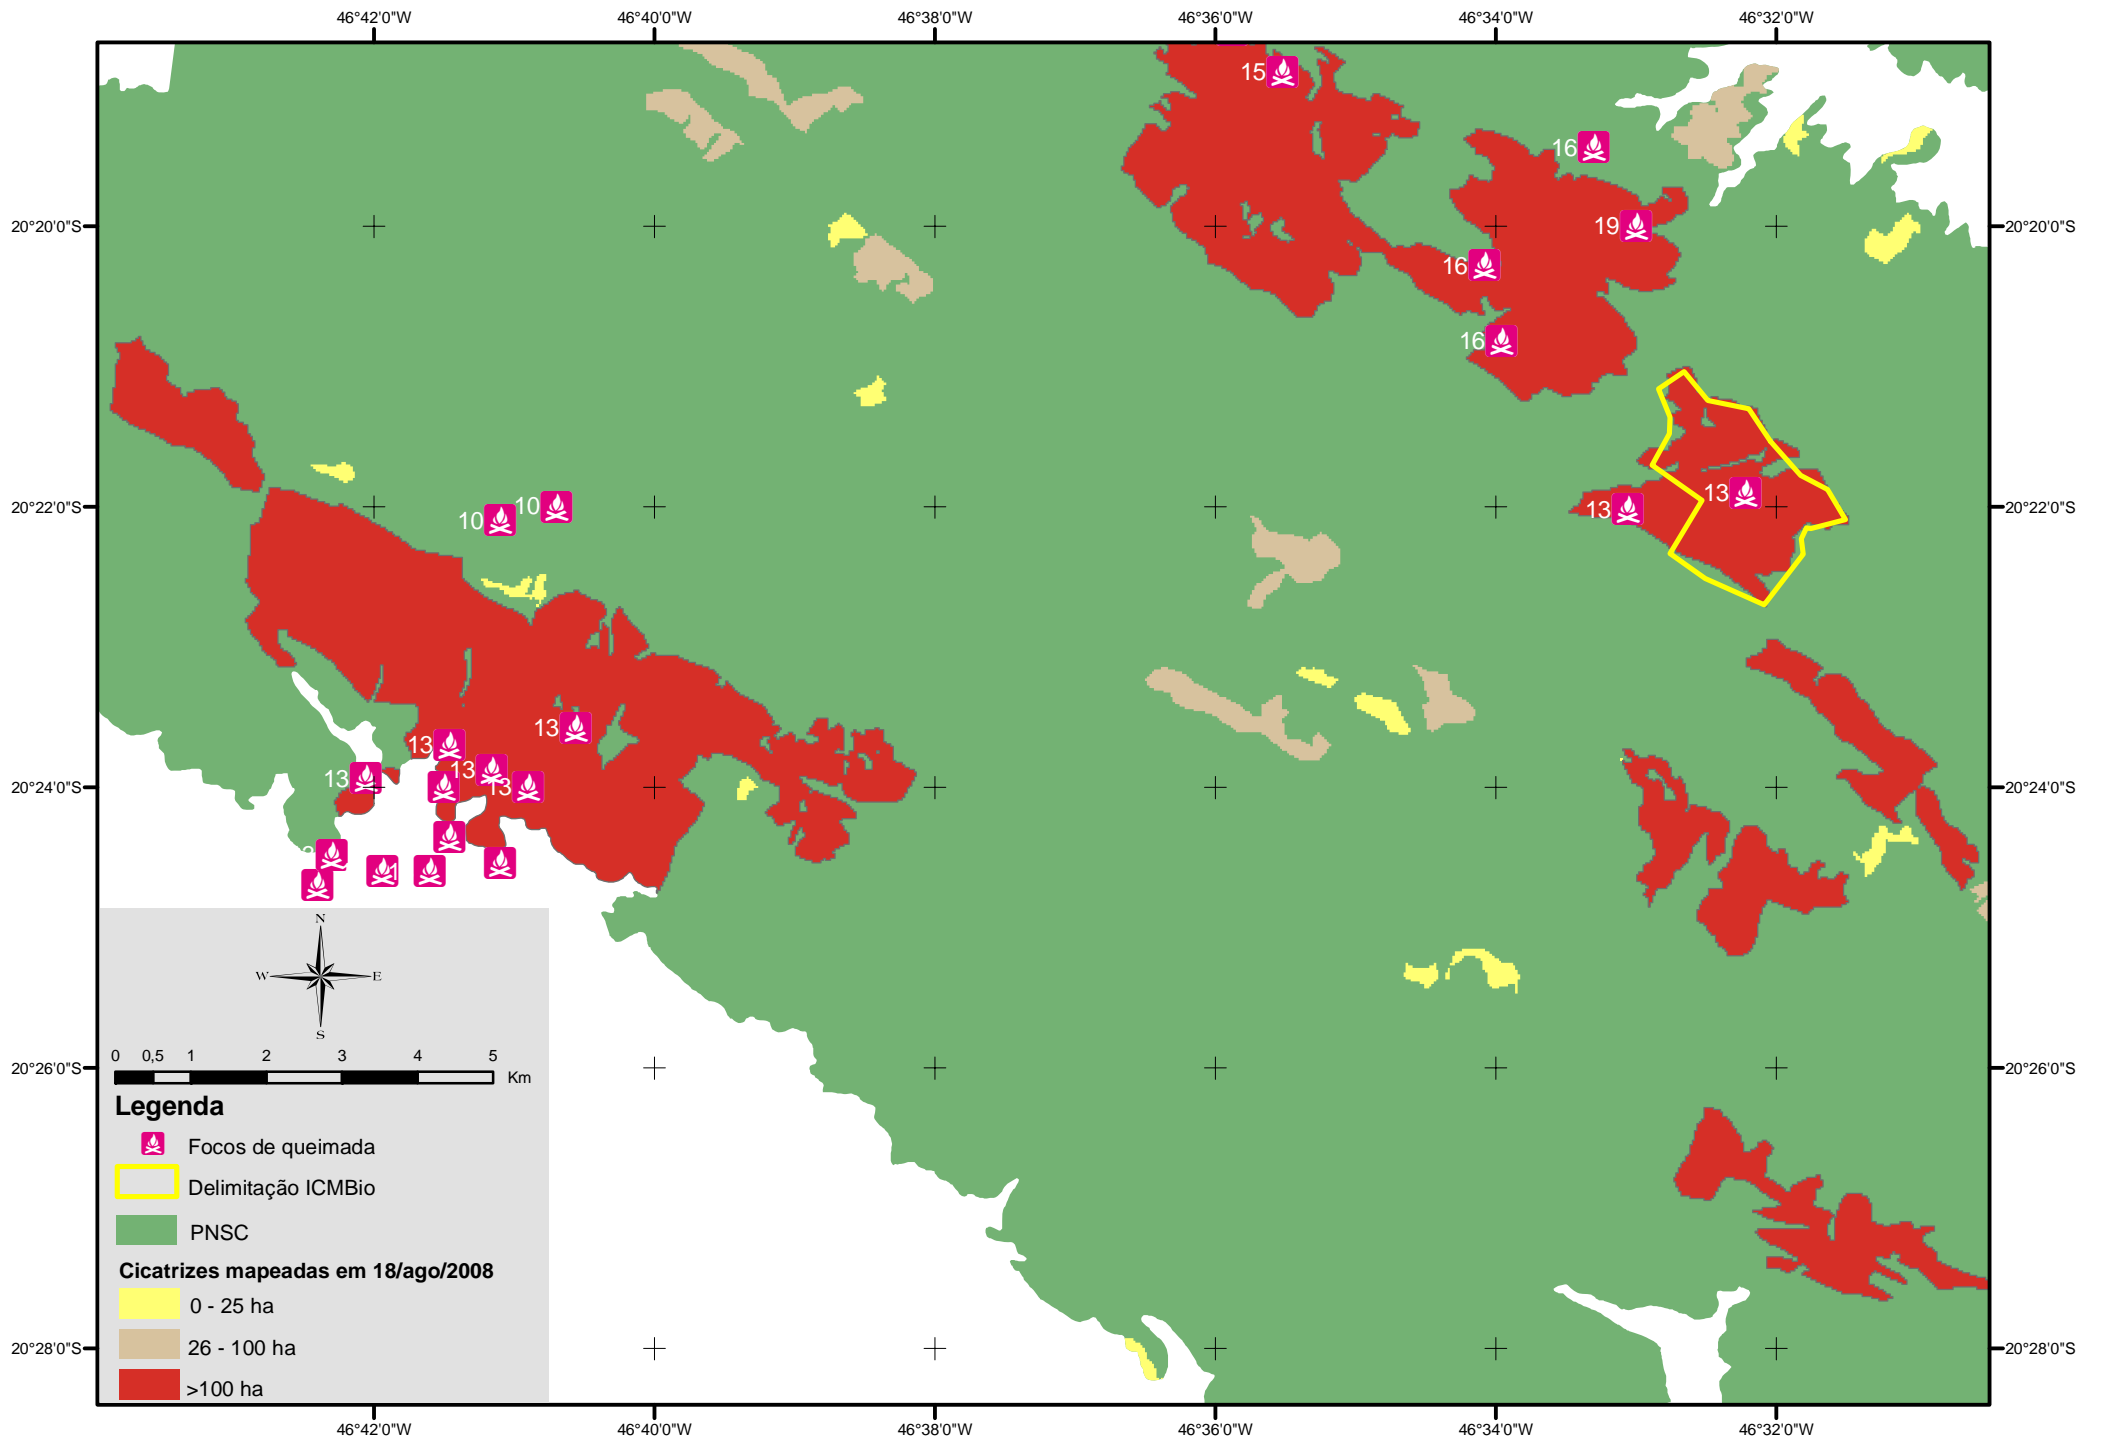 46°42'0"W 46°40'0"W 46°38'0"W 46°36'0"W 46°34'0"W 46°32'0"W
15
16
20°20'0"S 19 20°20'0"S
16
16
13
20°22'0"S 10 10 13 20°22'0"S
13
13
13 13
20°24'0"S 13 20°24'0"S
N
W E
S
0 0,5 1 2 3 4 5
Km
20°26'0"S 20°26'0"S
Legenda
Focos de queimada
Delimitação ICMBio
PNSC
Cicatrizes mapeadas em 18/ago/2008
0 - 25 ha
26 - 100 ha
20°28'0"S 20°28'0"S
>100 ha
46°42'0"W 46°40'0"W 46°38'0"W 46°36'0"W 46°34'0"W 46°32'0"W